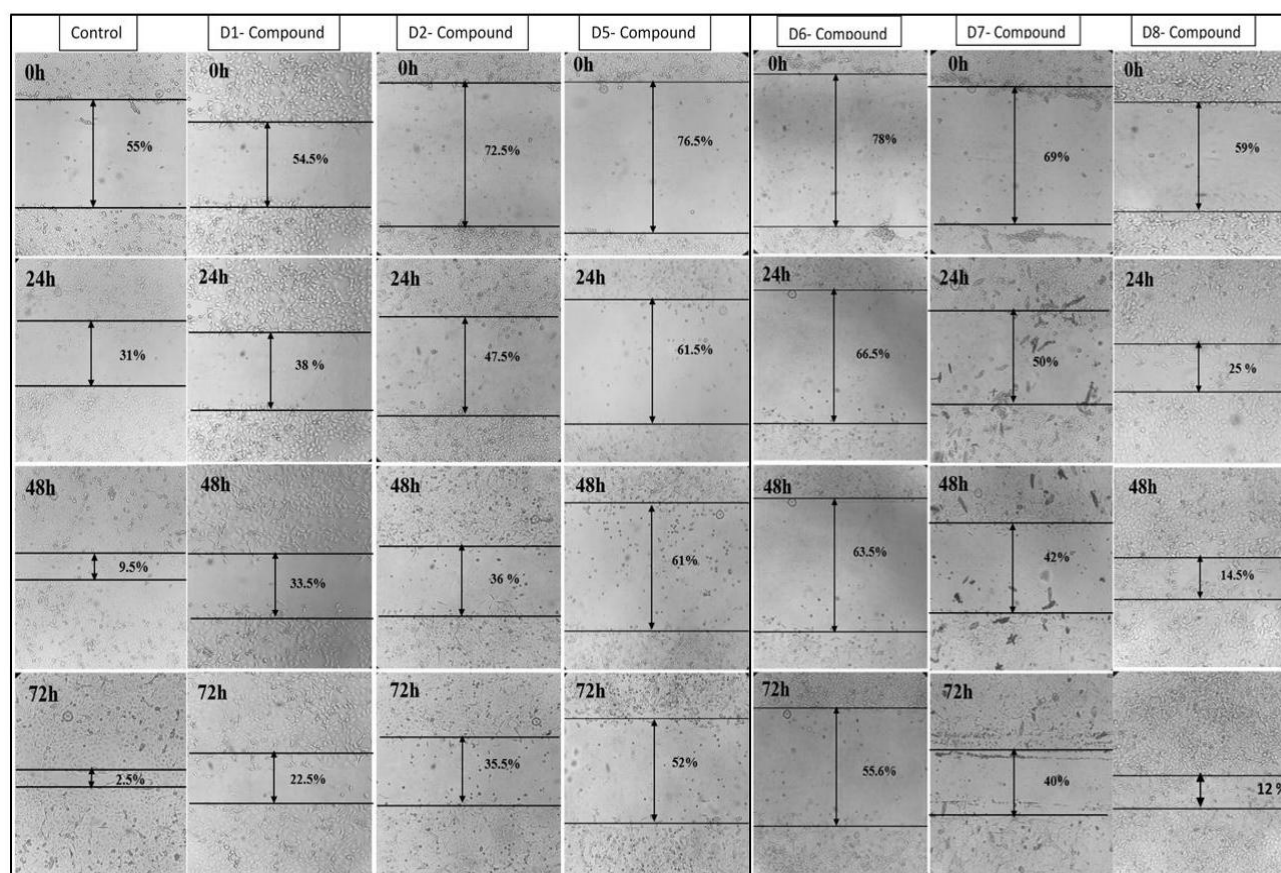 Control
D1- Compound
D2- Compound
D5- Compound
D6- Compound
D7- Compound
D8- Compound
0h
0h
0h
0h
0h
0h
0h
55%
54.5%
72.5%
76.5%
78%
69%
59%
24h
24h
24h
24h
24h
24h
24h
31%
38 %
47.5%
61.5%
66.5%
50%
25 %
48h
48h
48h
48h
48h
48h
48h
9.5%
33.5%
36 %
61%
63.5%
42%
14.5%
72h
72h
72h
72h
72h
72h
72h
2.5%
22.5%
35.5%
52%
55.6%
40%
12 %